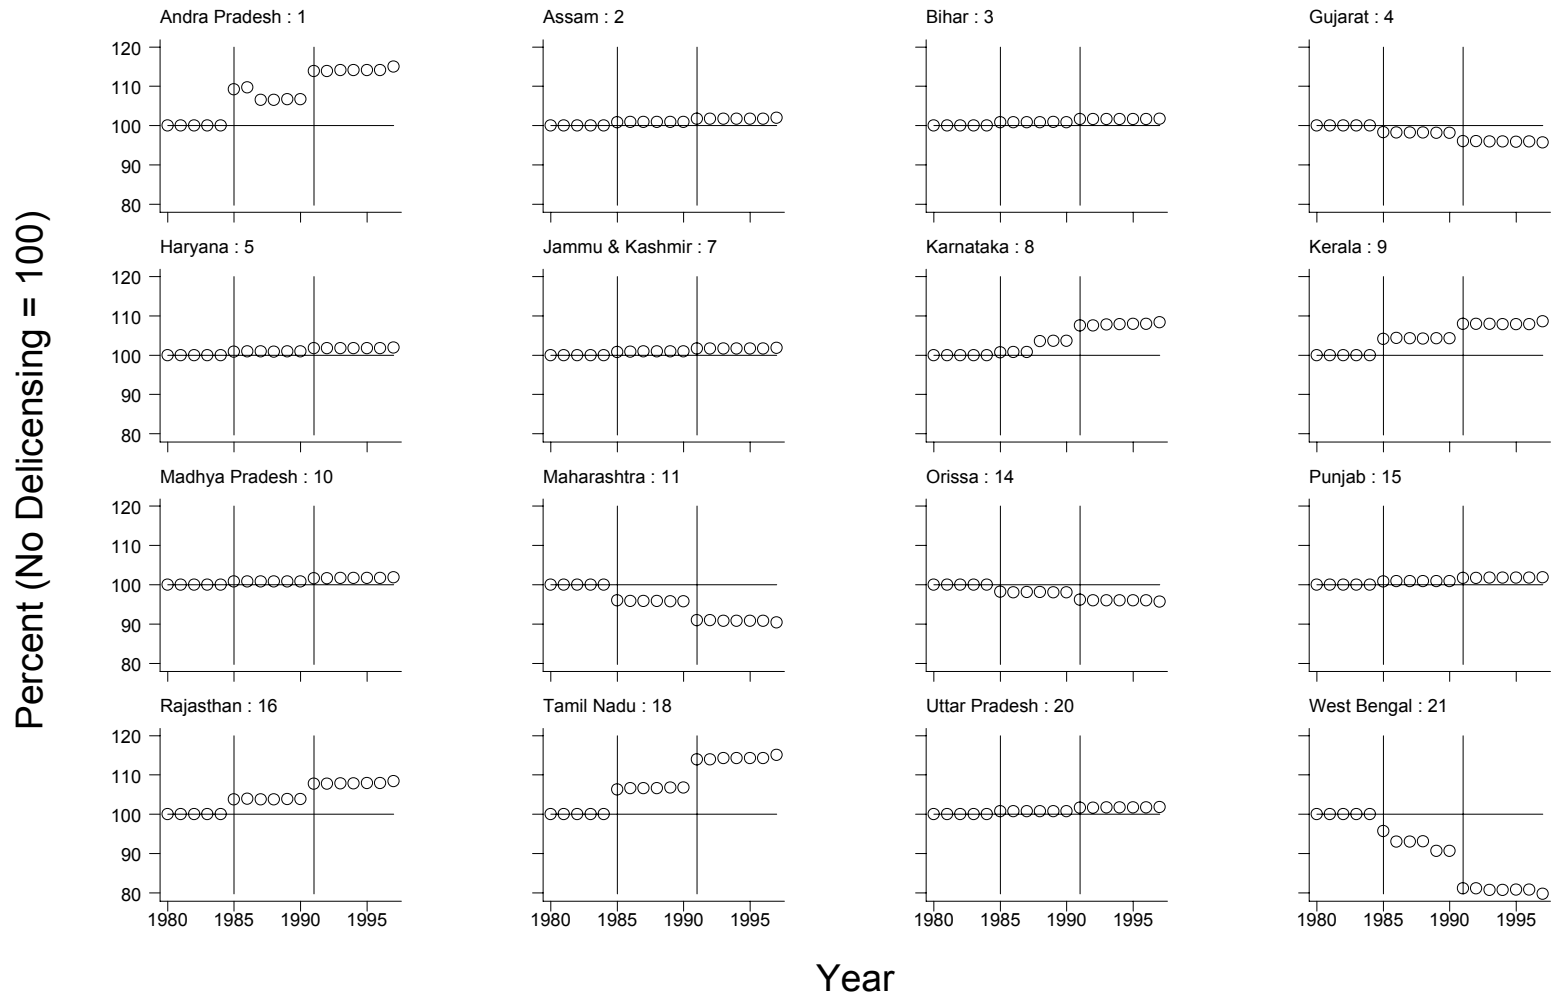 Andra Pradesh : 1
Assam : 2
Bihar : 3
Gujarat : 4
120
110
100
90
80
Haryana : 5
Jammu & Kashmir : 7
Karnataka : 8
Kerala : 9
120
110
100
90
80
Madhya Pradesh : 10
Maharashtra : 11
Orissa : 14
Punjab : 15
120
110
100
90
80
Rajasthan : 16
Tamil Nadu : 18
Uttar Pradesh : 20
West Bengal : 21
120
110
100
90
80
1980 1985 1990 1995
1980 1985 1990 1995
1980 1985 1990 1995
1980 1985 1990 1995
Percent (No Delicensing = 100)
Year